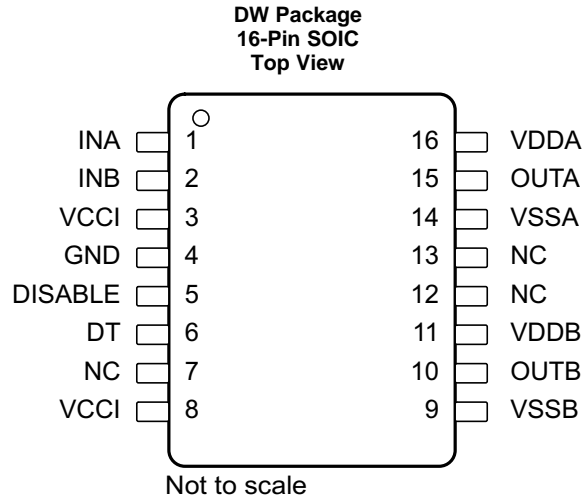 DW Package
16-Pin SOIC
Top View
INA 1 16 VDDA
INB 2 15 OUTA
VCCI 3 14 VSSA
GND 4 13 NC
DISABLE 5 12 NC
DT 6 11 VDDB
NC 7 10 OUTB
VCCI 8 9 VSSB
Not to scale